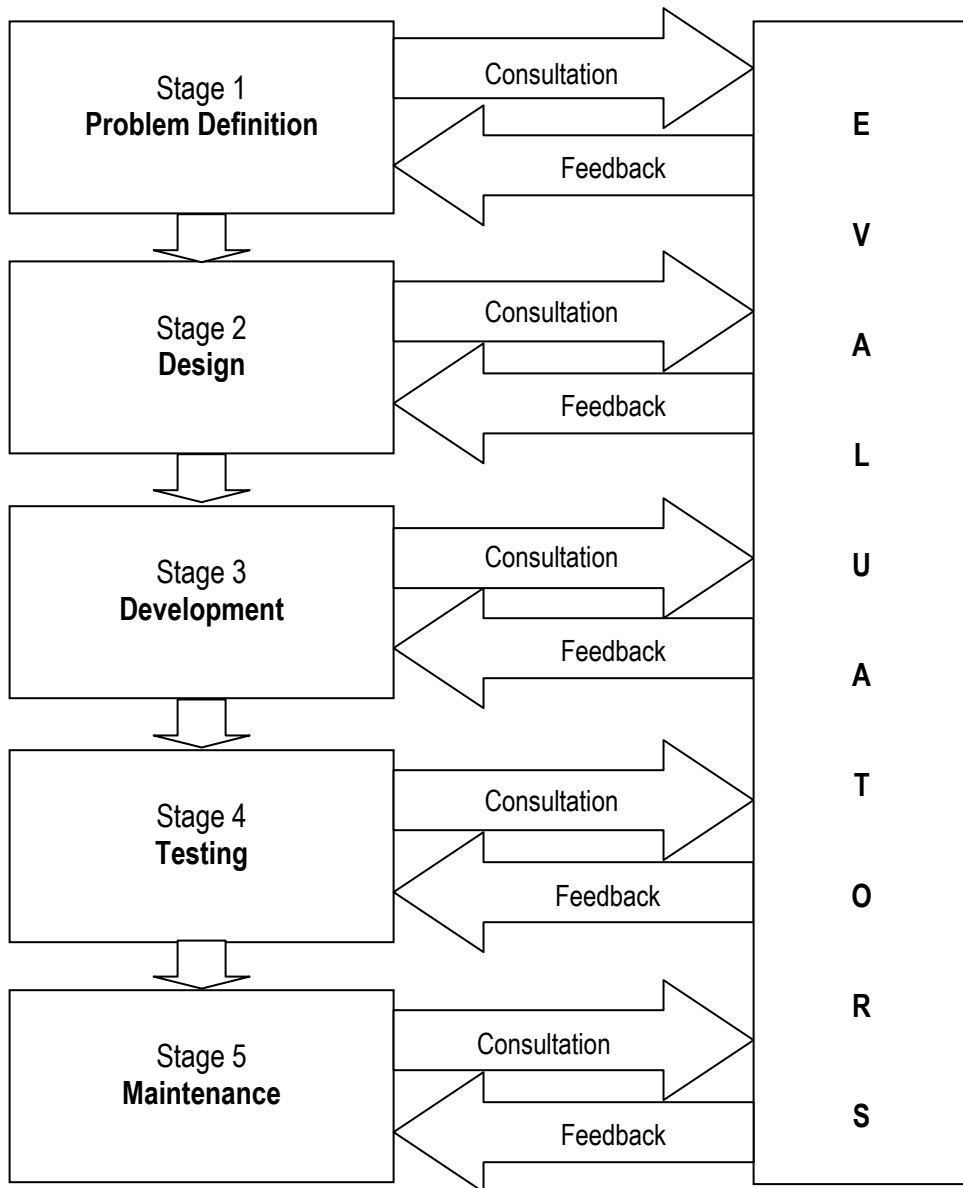 Stage 1
Problem Definition
Consultation
Feedback
Stage 2
Design
Consultation
Feedback
Stage 3
Development
Consultation
Feedback
Stage 4
Testing
Consultation
Feedback
Stage 5
Maintenance
Consultation
Feedback
E
V
A
L
U
A
T
O
R
S